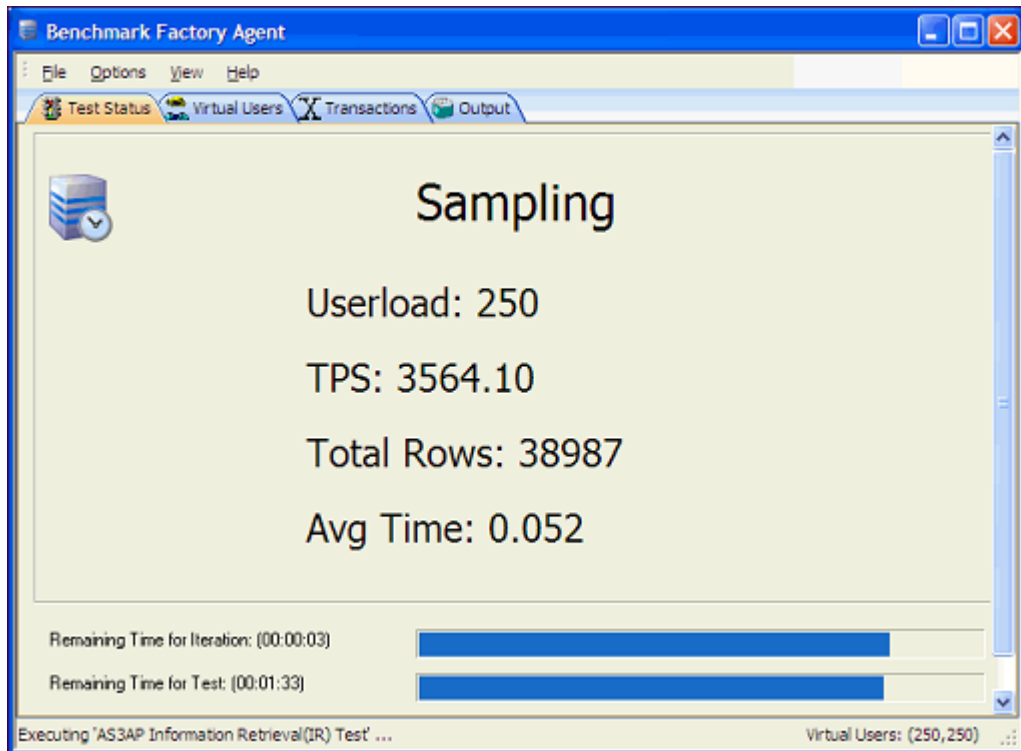 Benchmark Factory Agent
File Options View Help
Test Status Virtual Users Transactions Output
Sampling
Userload: 250
TPS: 3564.10
Total Rows: 38987
Avg Time: 0.052
Remaining Time for Iteration: (00:00:03)
Remaining Time for Test: (00:01:33)
Executing 'AS3AP Information Retrieval(IR) Test' ... Virtual Users: (250,250)